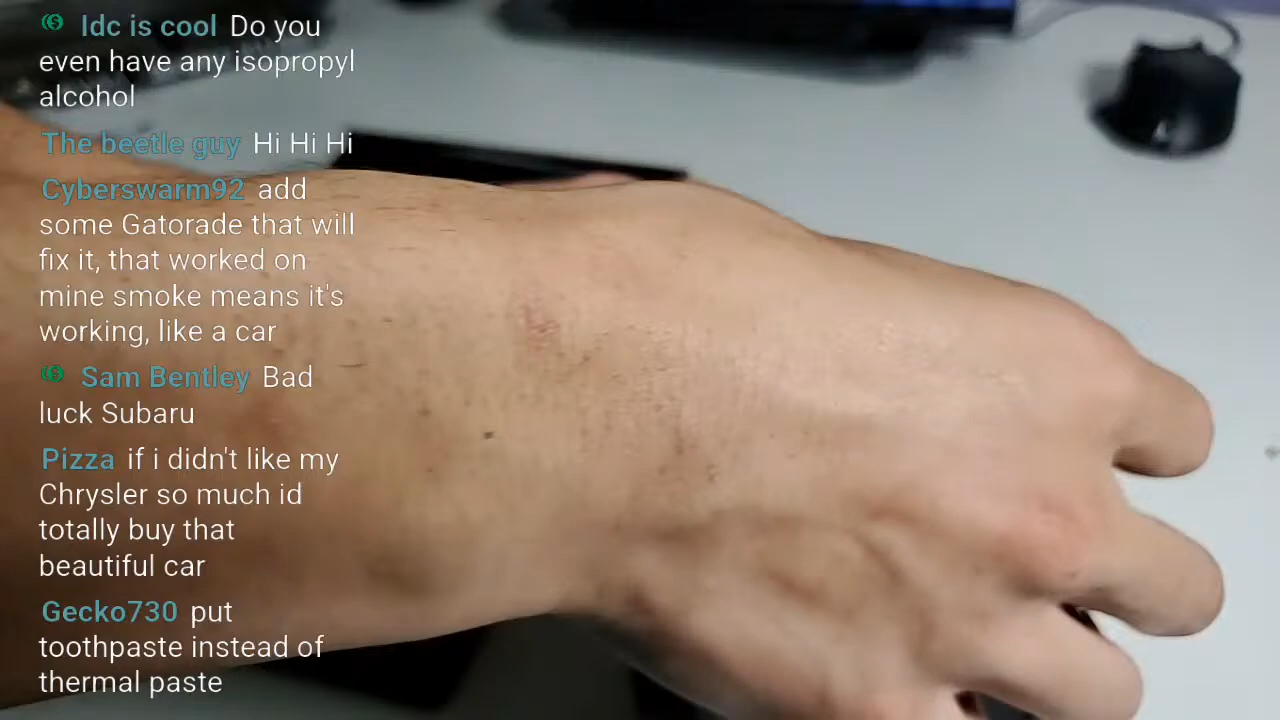 Idc is cool Do you
even have any isopropyl
alcohol
The beetle guy Hi Hi Hi
Cyberswarm92 add
some Gatorade that will
fix it, that worked on
mine smoke means it's
working, like a car
Sam Bentley Bad
luck Subaru
Pizza if i didn't like my
Chrysler so much id
totally buy that
beautiful car
Gecko730 put
toothpaste instead of
thermal paste